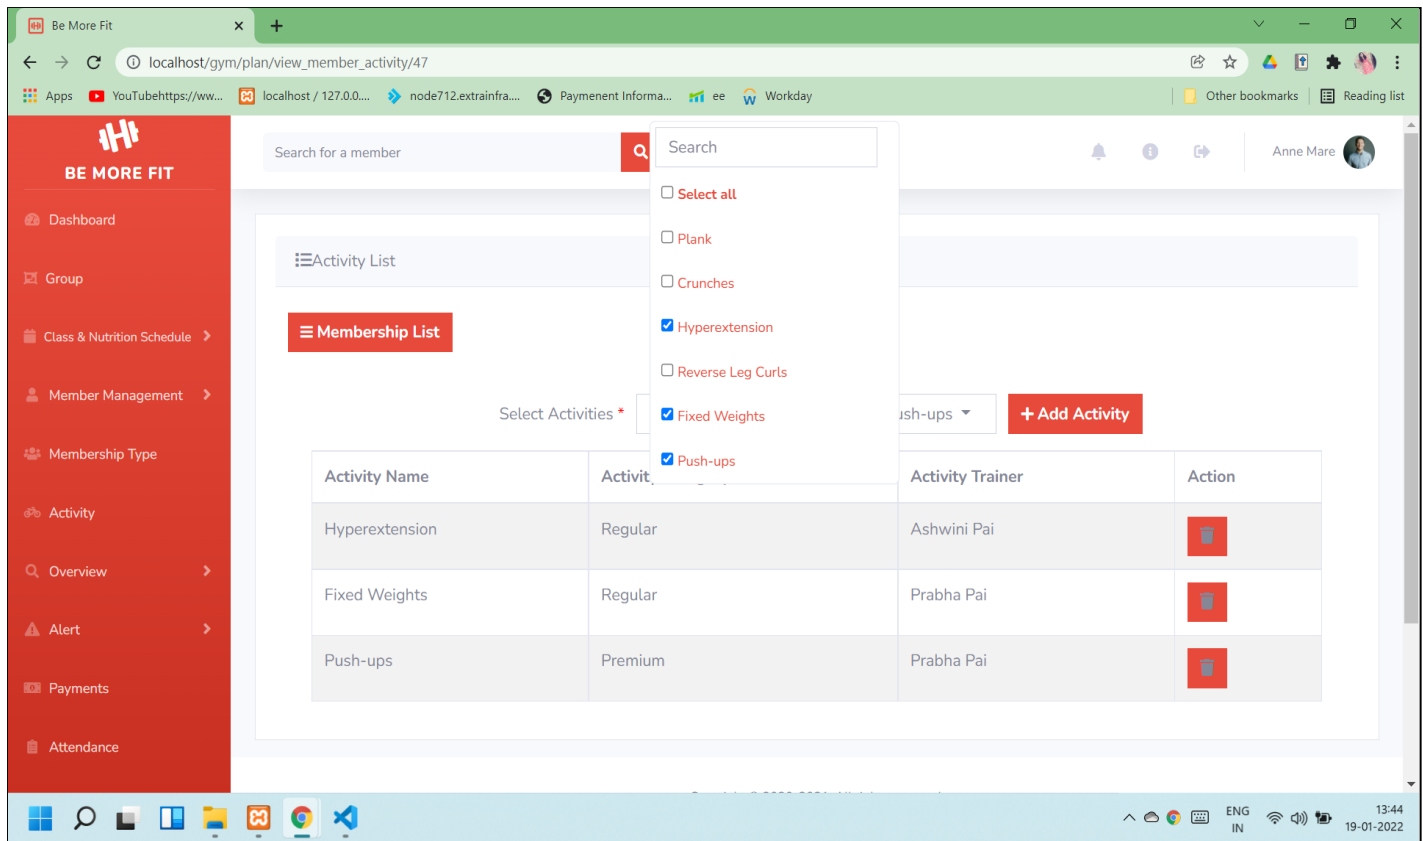 Be More Fit
localhost/gym/plan/view_member_activity/47
Apps YouTubehttps://ww... localhost / 127.0.0.... node712.extrainfra.... Paymenent Informa... ee Workday Other bookmarks Reading list
BE MORE FIT
Search for a member
Anne Mare
Search
Select all
Plank
Crunches
Hyperextension
Reverse Leg Curls
Fixed Weights
Push-ups
Dashboard
Group
Class & Nutrition Schedule
Member Management
Membership Type
Activity
Overview
Alert
Payments
Attendance
Activity List
Membership List
Select Activities * ush-ups + Add Activity
Activity Name Activit Activity Trainer Action
Hyperextension Regular Ashwini Pai
Fixed Weights Regular Prabha Pai
Push-ups Premium Prabha Pai
ENG
IN
13:44
19-01-2022